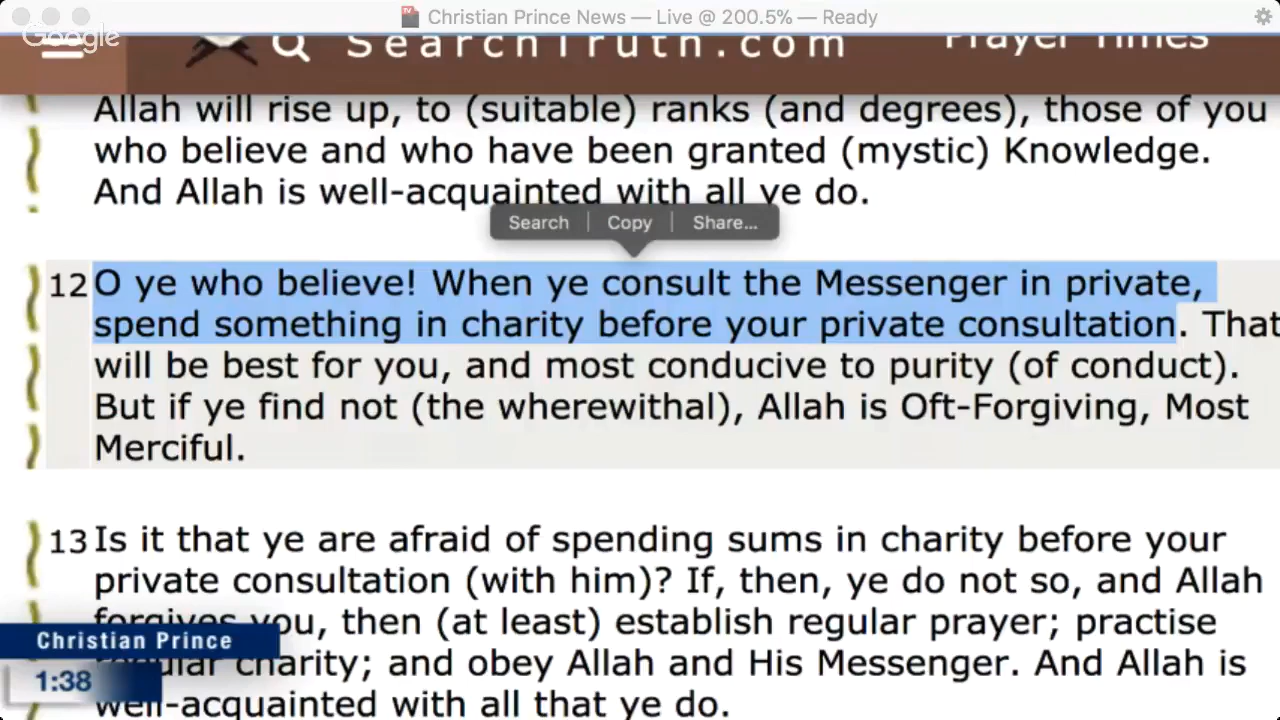 Christian Prince News — Live @ 200.5% — Ready
Google
SearchTruth.com
Prayer Times
Allah will rise up, to (suitable) ranks (and degrees), those of you
who believe and who have been granted (mystic) Knowledge.
And Allah is well-acquainted with all ye do.
Search Copy Share...
12 O ye who believe! When ye consult the Messenger in private,
spend something in charity before your private consultation. That
will be best for you, and most conducive to purity (of conduct).
But if ye find not (the wherewithal), Allah is Oft-Forgiving, Most
Merciful.
13 Is it that ye are afraid of spending sums in charity before your
private consultation (with him)? If, then, ye do not so, and Allah
forgives you, then (at least) establish regular prayer; practise
Christian Prince
regular charity; and obey Allah and His Messenger. And Allah is
1:38
well-acquainted with all that ye do.